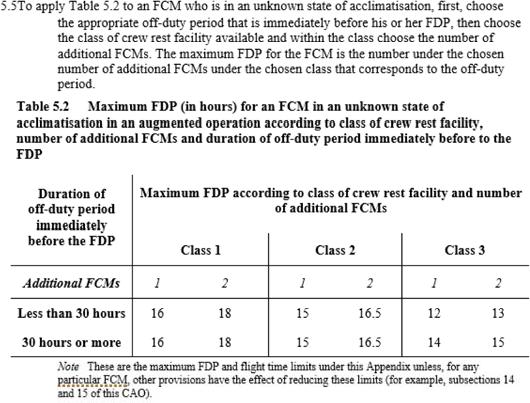 5.5To apply Table 5.2 to an FCM who is in an unknown state of acclimatisation, first, choose
the appropriate off-duty period that is immediately before his or her FDP, then choose
the class of crew rest facility available and within the class choose the number of
additional FCMs. The maximum FDP for the FCM is the number under the chosen
number of additional FCMs under the chosen class that corresponds to the off-duty
period.
Table 5.2 Maximum FDP (in hours) for an FCM in an unknown state of
acclimatisation in an augmented operation according to class of crew rest facility,
number of additional FCMs and duration of off-duty period immediately before to the
FDP
Duration of
off-duty period
immediately
before the FDP
Maximum FDP according to class of crew rest facility and number
of additional FCMs
Class 1 Class 2 Class 3
Additional FCMs 1 2 1 2 1 2
Less than 30 hours 16 18 15 16.5 12 13
30 hours or more 16 18 15 16.5 14 15
Note These are the maximum FDP and flight time limits under this Appendix unless, for any
particular FCM, other provisions have the effect of reducing these limits (for example, subsections 14
and 15 of this CAO).